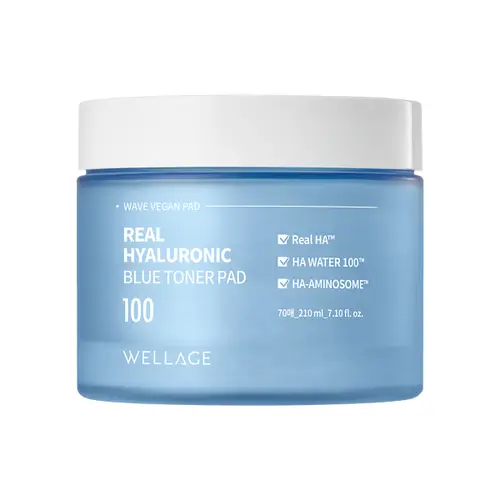 WAVE VEGAN PAD
REAL
HYALURONIC
BLUE TONER PAD
100
WELLAGE
Real HA™
HA WATER 100™
HA-AMINOSOME™
70매_210 ml_7.10 fl. oz.